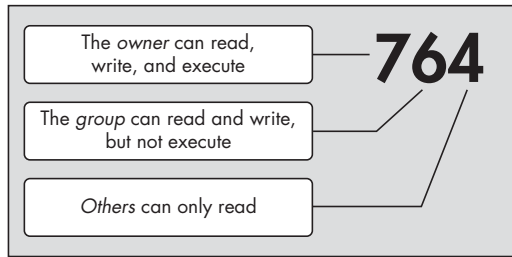 The owner can read,
write, and execute
764
The group can read and write,
but not execute
Others can only read